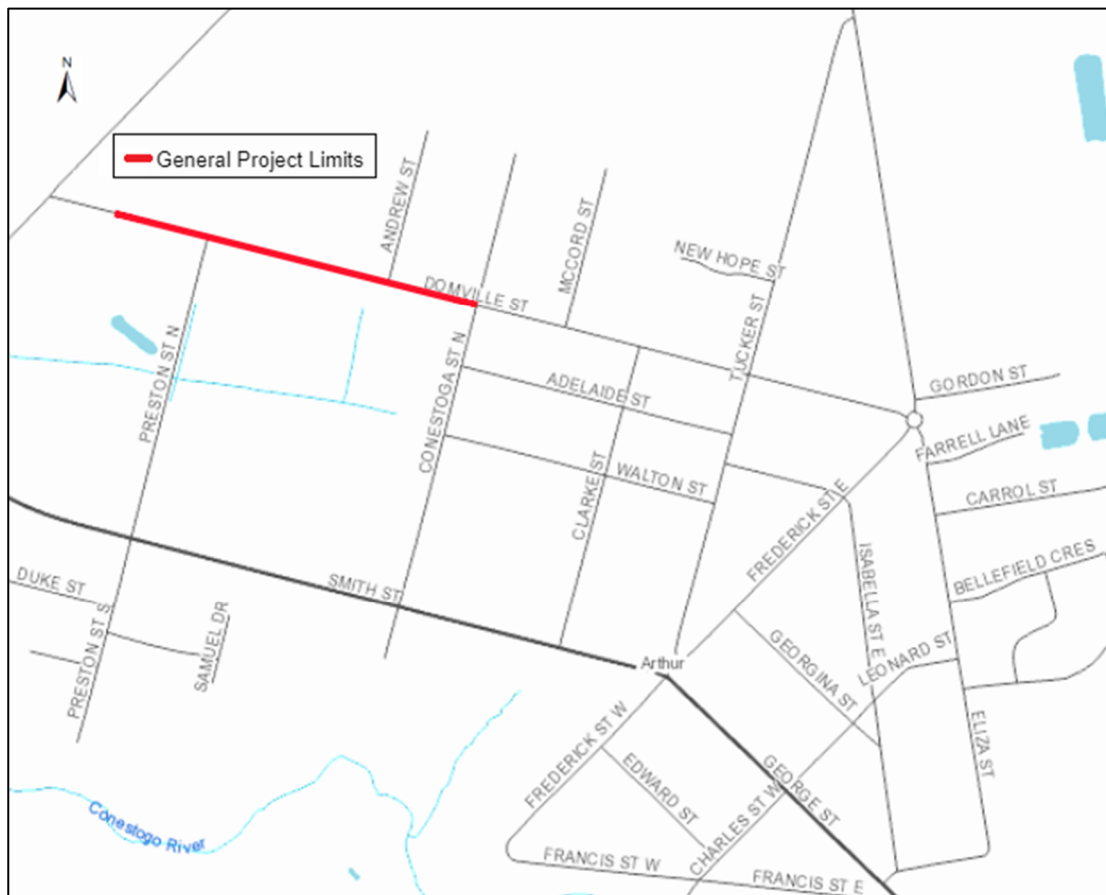 N
General Project Limits
ANDREW ST
MCCORD ST
NEW HOPE ST
DOMVILLE ST
TUCKER ST
PRESTON ST N
CONESTOGA ST N
ADELAIDE ST
GORDON ST
FARRELL LANE
WALTON ST
CLARKE ST
FREDERICK ST E
CARROL ST
ISABELLA ST E
BELLEFIELD CRES
DUKE ST
SMITH ST
PRESTON ST S
SAMUEL DR
Arthur
GEORGINA ST
LEONARD ST
FREDERICK ST W
EDWARD ST
GEORGE ST
ELIZA ST
CHARLES ST W
Conestogo River
FRANCIS ST W
FRANCIS ST E